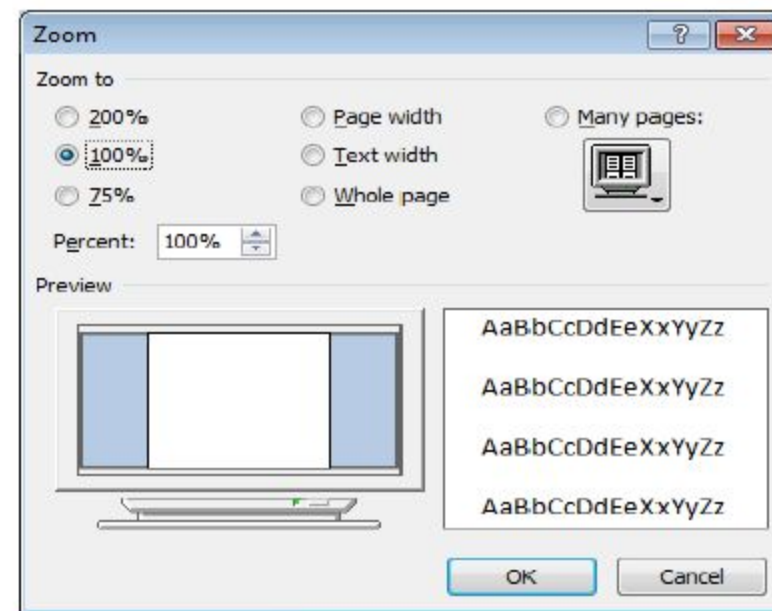 Zoom
Zoom to
200%
Page width
Many pages:
100%
Text width
75%
Whole page
Percent: 100%
Preview
AaBbCcDdEeXxYyZz
AaBbCcDdEeXxYyZz
AaBbCcDdEeXxYyZz
AaBbCcDdEeXxYyZz
OK
Cancel